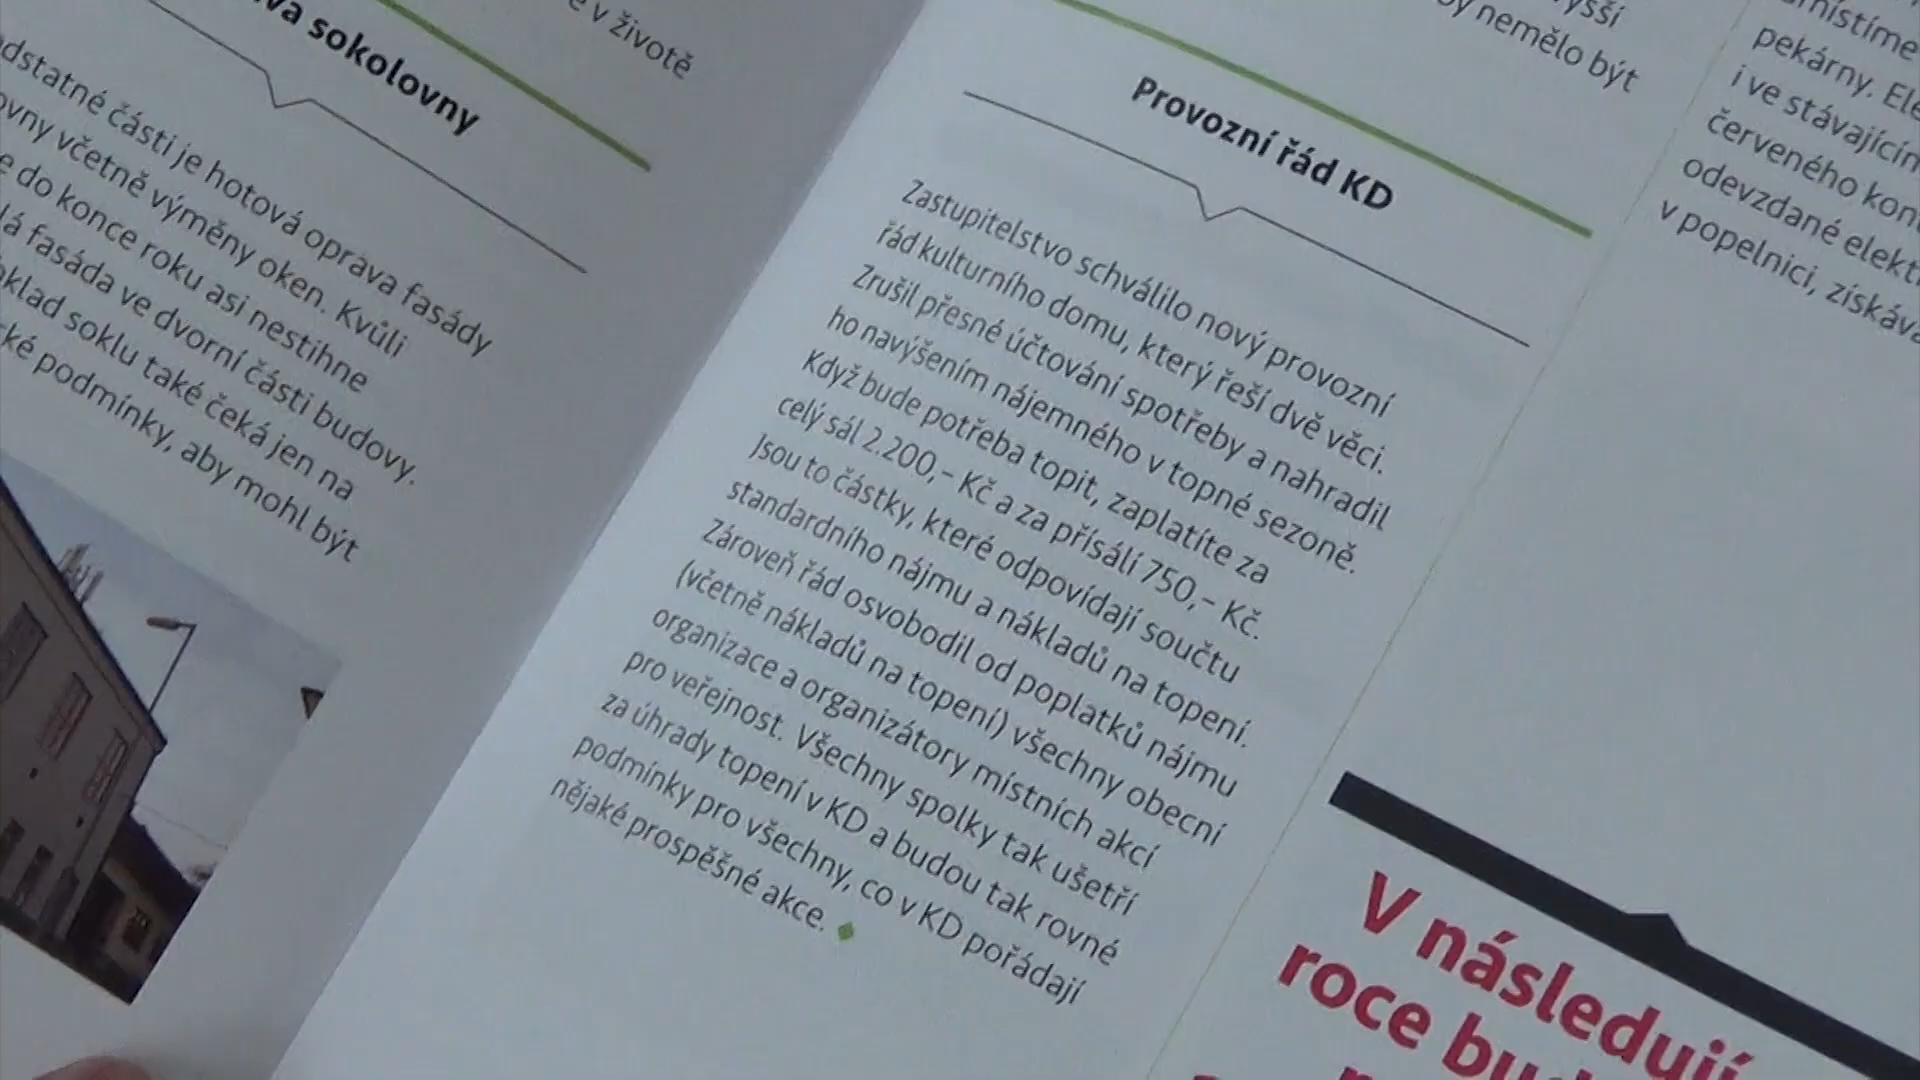 e v životě
sokolovny
dstatné části je hotová oprava fasády
ovny včetně výměny oken. Kvůli
e do konce roku asi nestihne
lá fasáda ve dvorní části budovy.
klad soklu také čeká jen na
ké podmínky, aby mohl být
nemělo být
Provozní řád KD
Zastupitelstvo schválilo nový provozní
řád kulturního domu, který řeší dvě věci.
Zrušil přesné účtování spotřeby a nahradil
ho navýšením nájemného v topné sezoně.
Když bude potřeba topit, zaplatíte za
celý sál 2.200,– Kč a za přísálí 750,– Kč.
Jsou to částky, které odpovídají součtu
standardního nájmu a nákladů na topení.
Zároveň řád osvobodil od poplatků nájmu
(včetně nákladů na topení) všechny obecní
organizace a organizátory místních akcí
pro veřejnost. Všechny spolky tak ušetří
za úhrady topení v KD a budou tak rovné
podmínky pro všechny, co v KD pořádají
nějaké prospěšné akce.
místíme
pekárny. Ele
i ve stávajícím
červeného kon
odevzdané elekt
v popelnici, získáva
V následují
roce bu